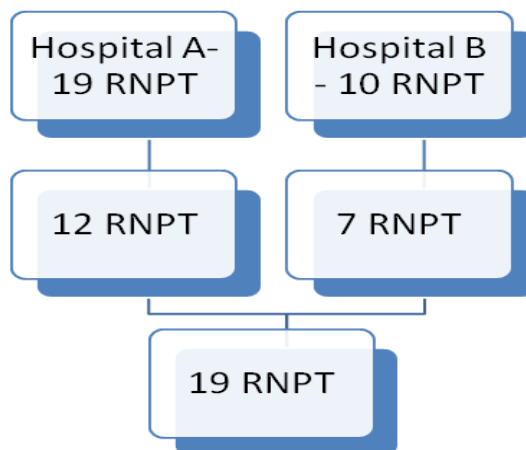 Hospital A-
19 RNPT
Hospital B
- 10 RNPT
12 RNPT
7 RNPT
19 RNPT